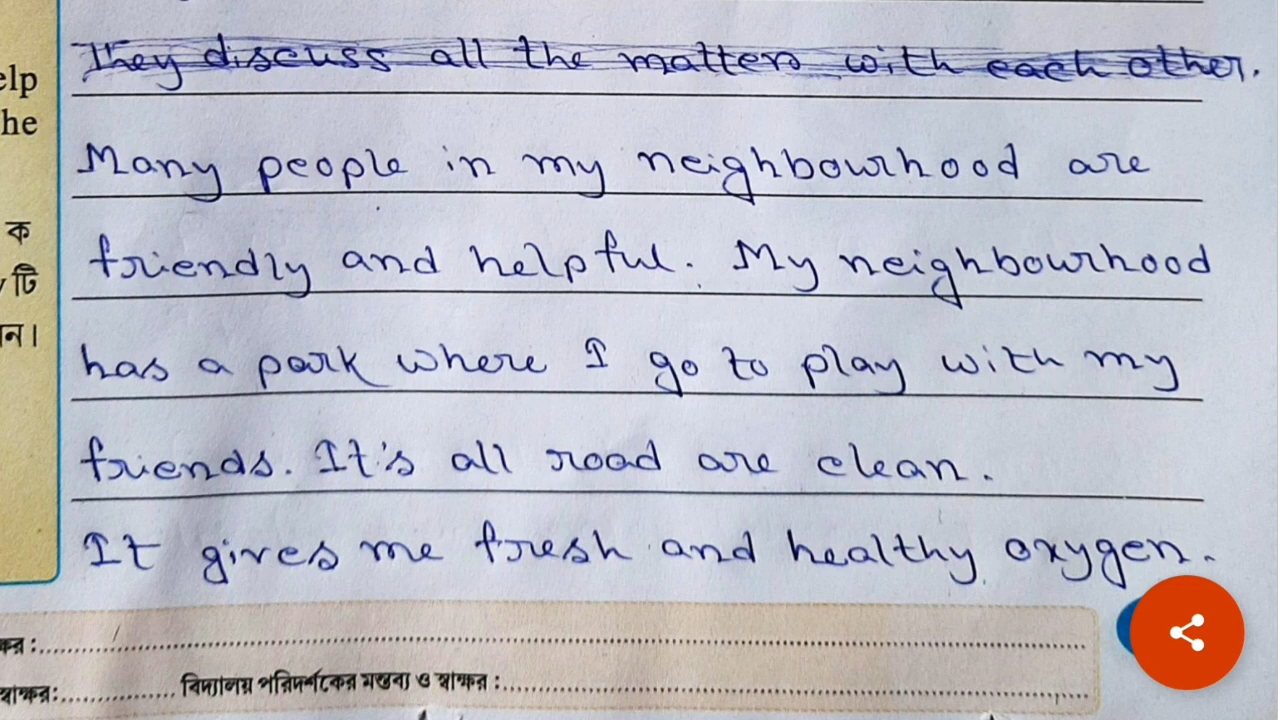 They discuss all the matters with each other.
elp
he
Many people in my neighbourhood are
ক
friendly and helpful. My neighbourhood
টি
has a park where I go to play with my
friends. It's all road are clean.
It gives me fresh and healthy oxygen.
বিদ্যালয় পরিদর্শকের মন্তব্য ও স্বাক্ষর :